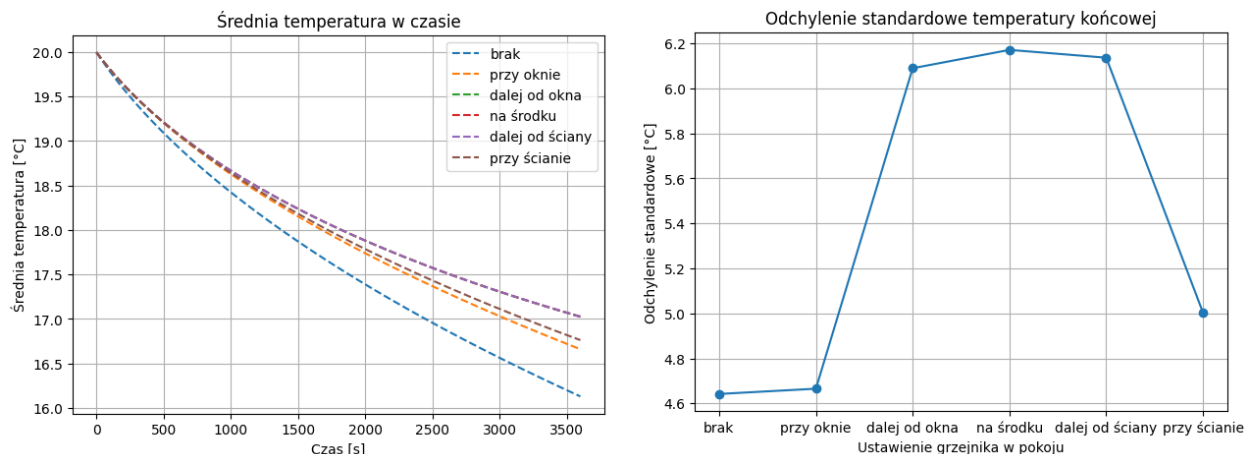 Średnia temperatura w czasie
Średnia temperatura [°C]
20.0
19.5
19.0
18.5
18.0
17.5
17.0
16.5
16.0
brak
przy oknie
dalej od okna
na środku
dalej od ściany
przy ścianie
0 500 1000 1500 2000 2500 3000 3500
Czas [s]
Odchylenie standardowe temperatury końcowej
Odchylenie standardowe [°C]
6.2
6.0
5.8
5.6
5.4
5.2
5.0
4.8
4.6
brak przy oknie dalej od okna na środku dalej od ściany przy ścianie
Ustawienie grzejnika w pokoju